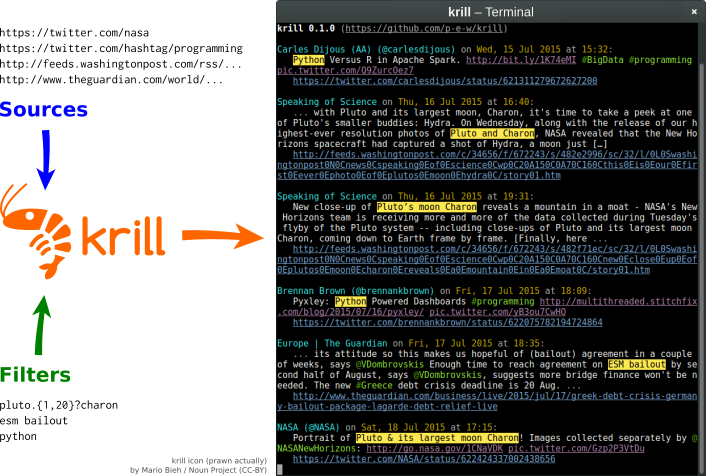 https://twitter.com/nasa
https://twitter.com/hashtag/programming
http://feeds.washingtonpost.com/rss/...
http://www.theguardian.com/world/...
Sources
krill
Filters
pluto.{1,20}?charon
esm bailout
python
krill icon (prawn actually)
by Mario Bieh / Noun Project (CC-BY)
krill – Terminal
×
krill 0.1.0 (https://github.com/p-e-w/krill)
Carles Dijous (AA) (@carlesdijous) on Wed, 15 Jul 2015 at 15:32:
Python Versus R in Apache Spark. http://bit.ly/1K74eMI #BigData #programming
pic.twitter.com/Q9ZurcOez7
https://twitter.com/carlesdijous/status/621311279672627200
Speaking of Science on Thu, 16 Jul 2015 at 16:40:
... with Pluto and its largest moon, Charon, it's time to take a peek at one
of Pluto's smaller buddies: Hydra. On Wednesday, along with the release of our h
ighest-ever resolution photos of Pluto and Charon, NASA revealed that the New Ho
rizons spacecraft had captured a shot of Hydra, a moon just […]
http://feeds.washingtonpost.com/c/34656/f/672243/s/482e2996/sc/32/l/0L0Swashi
ngtonpost0N0Cnews0Cspeaking0Eof0Escience0Cwp0C20A150C0A70C160Cthis0Eis0Eour0Efir
st0Eever0Ephoto0Eof0Eplutos0Emoon0Ehydra0C/story01.htm
Speaking of Science on Thu, 16 Jul 2015 at 19:31:
New close-up of Pluto’s moon Charon reveals a mountain in a moat - NASA's New
Horizons team is receiving more and more of the data collected during Tuesday's
flyby of the Pluto system -- including close-ups of Pluto and its largest moon
Charon, coming down to Earth frame by frame. [Finally, here ...
http://feeds.washingtonpost.com/c/34656/f/672243/s/482f71ec/sc/32/l/0L0Swashi
ngtonpost0N0Cnews0Cspeaking0Eof0Escience0Cwp0C20A150C0A70C160Cnew0Eclose0Eup0Eof
0Eplutos0Emoon0Echaron0Ereveals0Ea0Emountain0Ein0Ea0Emoat0C/story01.htm
Brennan Brown (@brennankbrown) on Fri, 17 Jul 2015 at 18:09:
Pyxley: Python Powered Dashboards #programming http://multithreaded.stitchfix
.com/blog/2015/07/16/pyxley/ pic.twitter.com/yB3ou7CwHO
https://twitter.com/brennankbrown/status/622075782194724864
Europe | The Guardian on Fri, 17 Jul 2015 at 18:35:
... its attitude so this makes us hopeful of (bailout) agreement in a couple
of weeks, says @VDombrovskis Enough time to reach agreement on ESM bailout by se
cond half of August, says @VDombrovskis, suggests more bridge finance won't be n
eeded. The new #Greece debt crisis deadline is 20 Aug. ...
http://www.theguardian.com/business/live/2015/jul/17/greek-debt-crisis-german
y-bailout-package-lagarde-debt-relief-live
NASA (@NASA) on Sat, 18 Jul 2015 at 17:15:
Portrait of Pluto & its largest moon Charon! Images collected separately by @
NASANewHorizons: http://go.nasa.gov/1CNaVDK pic.twitter.com/Gzp2P3VtDu
https://twitter.com/NASA/status/622424337002438656